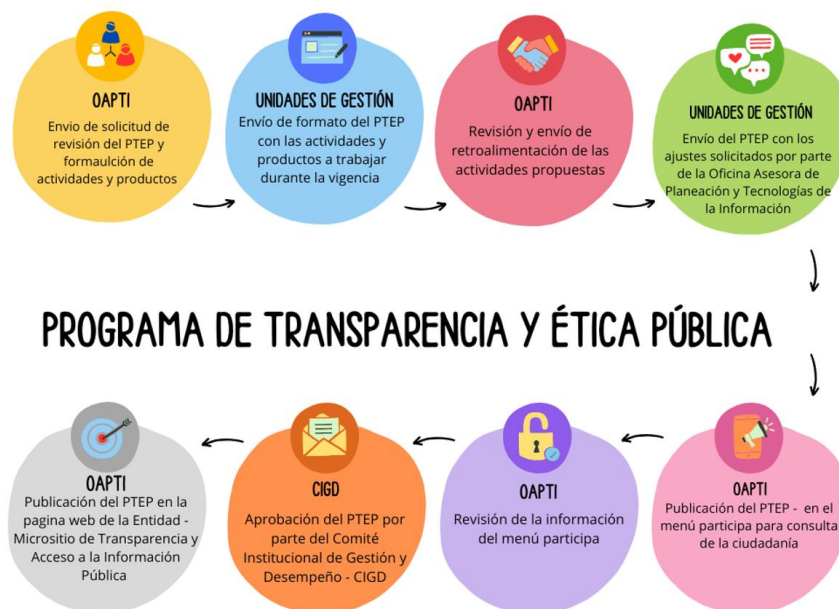 OAPTI
Envio de solicitud de
revisión del PTEP y
formaulción de
actividades y productos
UNIDADES DE GESTIÓN
Envío de formato del PTEP
con las actividades y
productos a trabajar
durante la vigencia
OAPTI
Revisión y envío de
retroalimentación de las
actividades propuestas
UNIDADES DE GESTIÓN
Envío del PTEP con los
ajustes solicitados por parte
de la Oficina Asesora de
Planeación y Tecnologías de
la Información
PROGRAMA DE TRANSPARENCIA Y ÉTICA PÚBLICA
OAPTI
Publicación del PTEP en la
pagina web de la Entidad -
Micrositio de Transparencia y
Acceso a la Información
Pública
CIGD
Aprobación del PTEP por
parte del Comité
Institucional de Gestión y
Desempeño - CIGD
OAPTI
Revisión de la información
del menú participa
OAPTI
Publicación del PTEP - en el
menú participa para consulta
de la ciudadanía